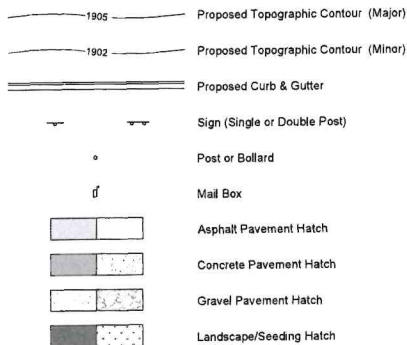 1905 Proposed Topographic Contour (Major)
1902 Proposed Topographic Contour (Minor)
Proposed Curb & Gutter
Sign (Single or Double Post)
Post or Bollard
Mail Box
Asphalt Pavement Hatch
Concrete Pavement Hatch
Gravel Pavement Hatch
Landscape/Seeding Hatch